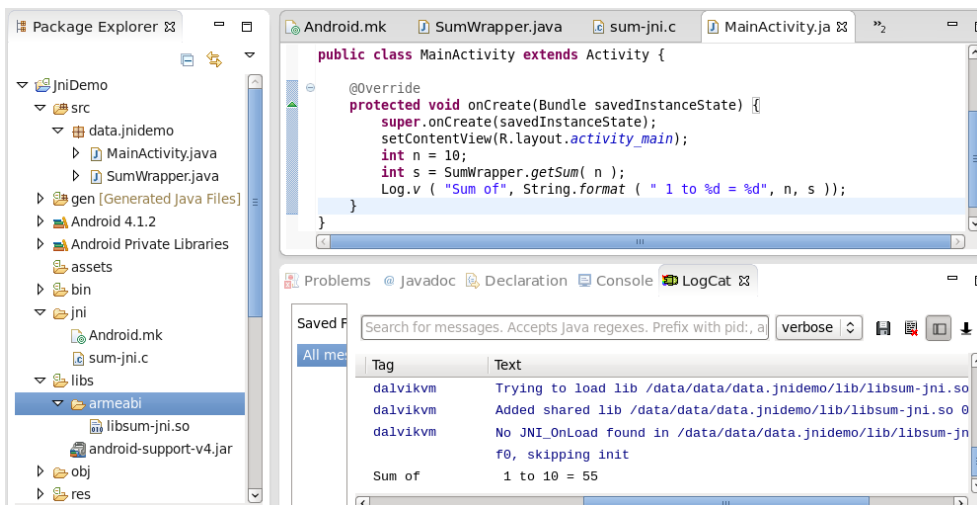 Package Explorer
JniDemo
src
data.jnidemo
MainActivity.java
SumWrapper.java
gen [Generated Java Files]
Android 4.1.2
Android Private Libraries
assets
bin
jni
Android.mk
sum-jni.c
libs
armeabi
libsum-jni.so
android-support-v4.jar
obj
res
Android.mk SumWrapper.java sum-jni.c MainActivity.ja »2
public class MainActivity extends Activity {
@Override
protected void onCreate(Bundle savedInstanceState) {
super.onCreate(savedInstanceState);
setContentView(R.layout.activity_main);
int n = 10;
int s = SumWrapper.getSum( n );
Log.v ( "Sum of", String.format ( " 1 to %d = %d", n, s ));
}
}
Problems @ Javadoc Declaration Console LogCat
Saved F
All mes
Search for messages. Accepts Java regexes. Prefix with pid:, a
verbose
Tag Text
dalvikvm Trying to load lib /data/data/data.jnidemo/lib/libsum-jni.so
dalvikvm Added shared lib /data/data/data.jnidemo/lib/libsum-jni.so 0
dalvikvm No JNI_OnLoad found in /data/data/data.jnidemo/lib/libsum-jn
f0, skipping init
Sum of 1 to 10 = 55